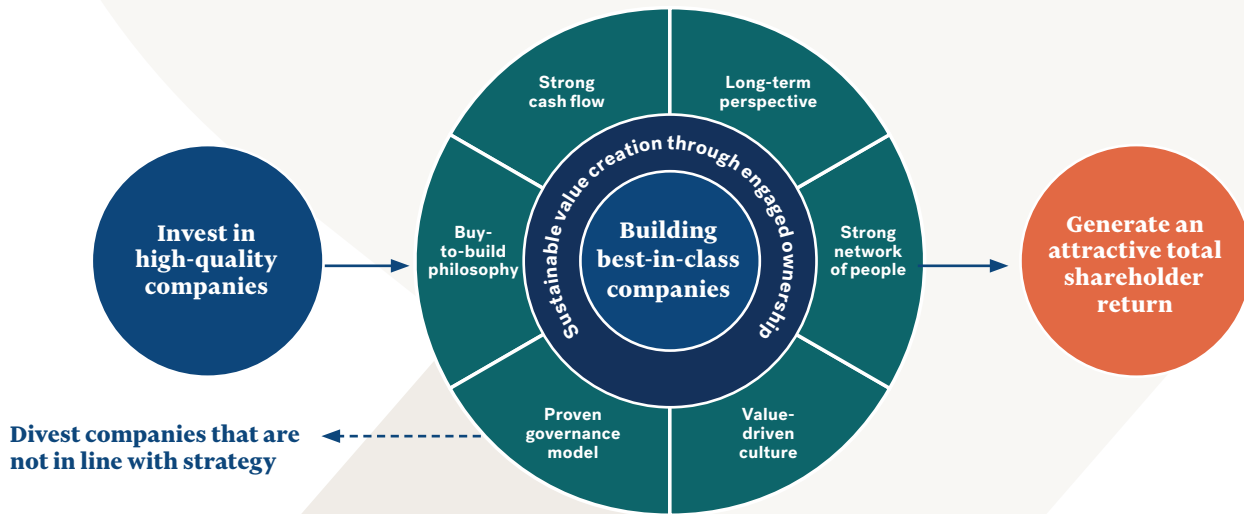 Invest in
high-quality
companies
Divest companies that are
not in line with strategy
Strong
cash flow
Long-term
perspective
Buy-
to-build
philosophy
Strong
network
of people
Proven
governance
model
Value-
driven
culture
Sustainable value creation through engaged ownership
Building
best-in-class
companies
Generate an
attractive total
shareholder
return